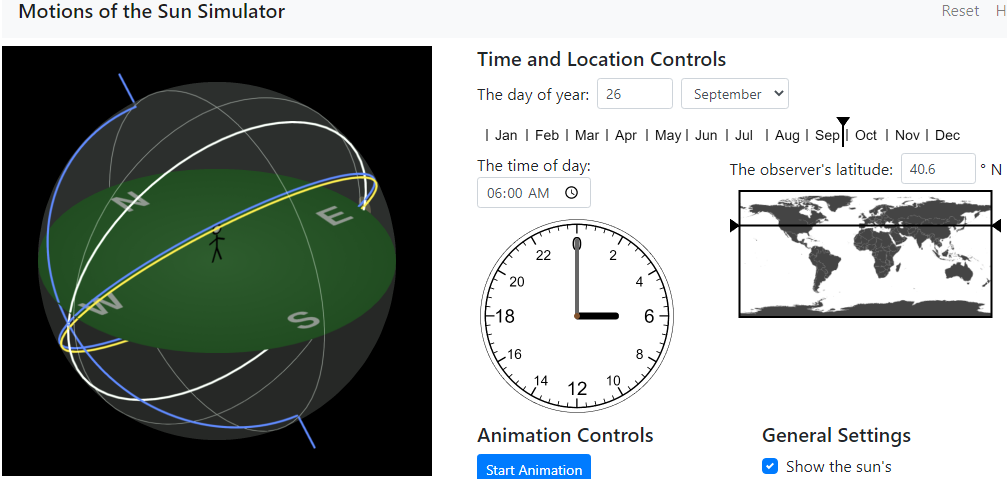 Motions of the Sun Simulator
Reset H
Time and Location Controls
The day of year: 26 September
| Jan | Feb | Mar | Apr | May | Jun | Jul | Aug | Sep | Oct | Nov | Dec
The time of day:
06:00 AM
The observer's latitude: 40.6 ° N
N
E
W
S
0
2
4
6
8
10
12
14
16
18
20
22
Animation Controls
Start Animation
General Settings
Show the sun's